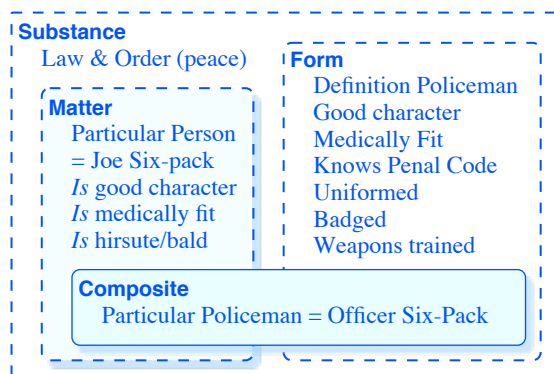 Substance
Law & Order (peace)
Matter
Particular Person
= Joe Six-pack
Is good character
Is medically fit
Is hirsute/bald
Form
Definition Policeman
Good character
Medically Fit
Knows Penal Code
Uniformed
Badged
Weapons trained
Composite
Particular Policeman = Officer Six-Pack